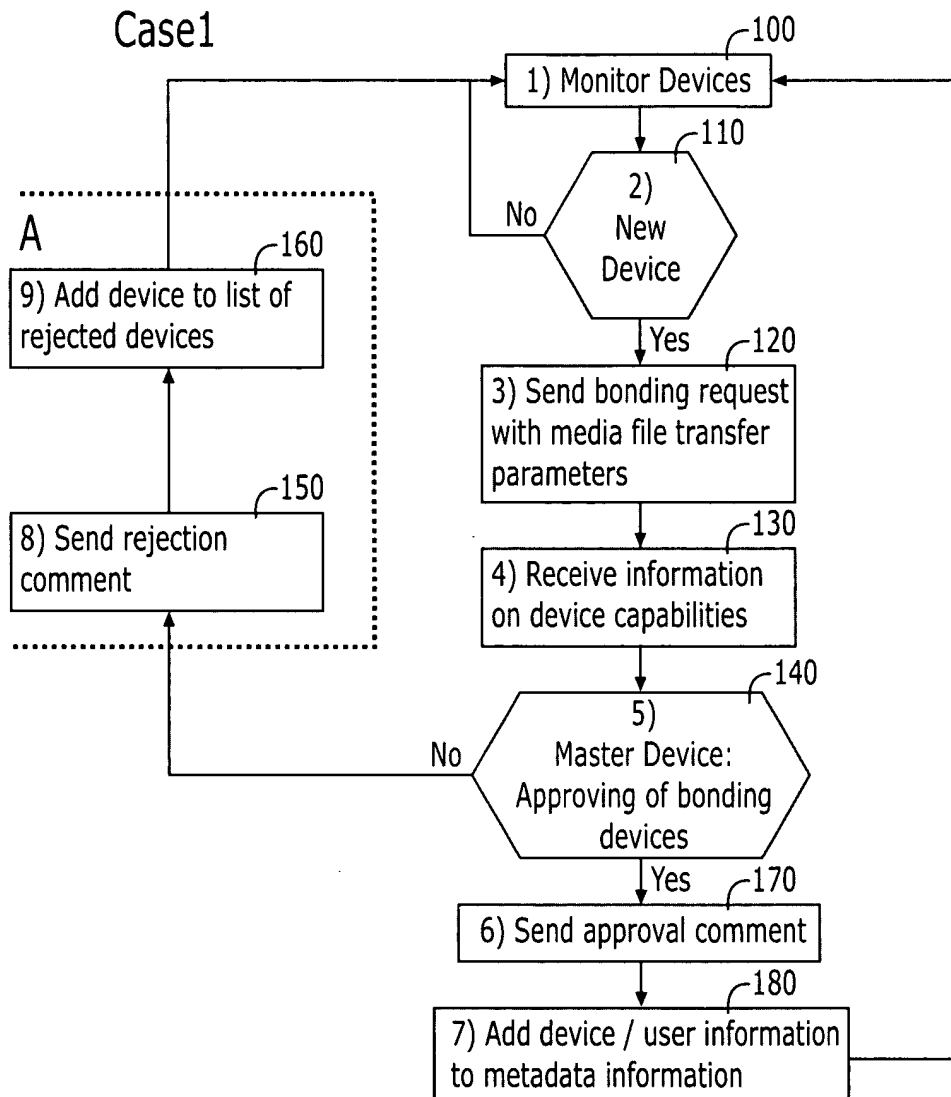 Case1
100
1) Monitor Devices
110
2)
New
Device
No
Yes
A
160
9) Add device to list of
rejected devices
120
3) Send bonding request
with media file transfer
parameters
150
8) Send rejection
comment
130
4) Receive information
on device capabilities
140
5)
Master Device:
Approving of bonding
devices
No
Yes
170
6) Send approval comment
180
7) Add device / user information
to metadata information